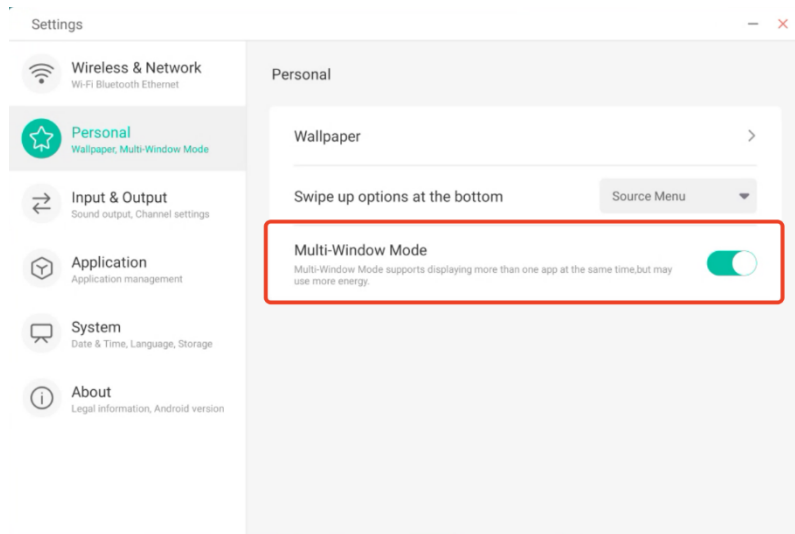 Settings
Wireless & Network
Wi-Fi Bluetooth Ethernet
Personal
Wallpaper, Multi-Window Mode
Input & Output
Sound output, Channel settings
Application
Application management
System
Date & Time, Language, Storage
About
Legal information, Android version
Personal
Wallpaper
Swipe up options at the bottom
Source Menu
Multi-Window Mode
Multi-Window Mode supports displaying more than one app at the same time,but may
use more energy.